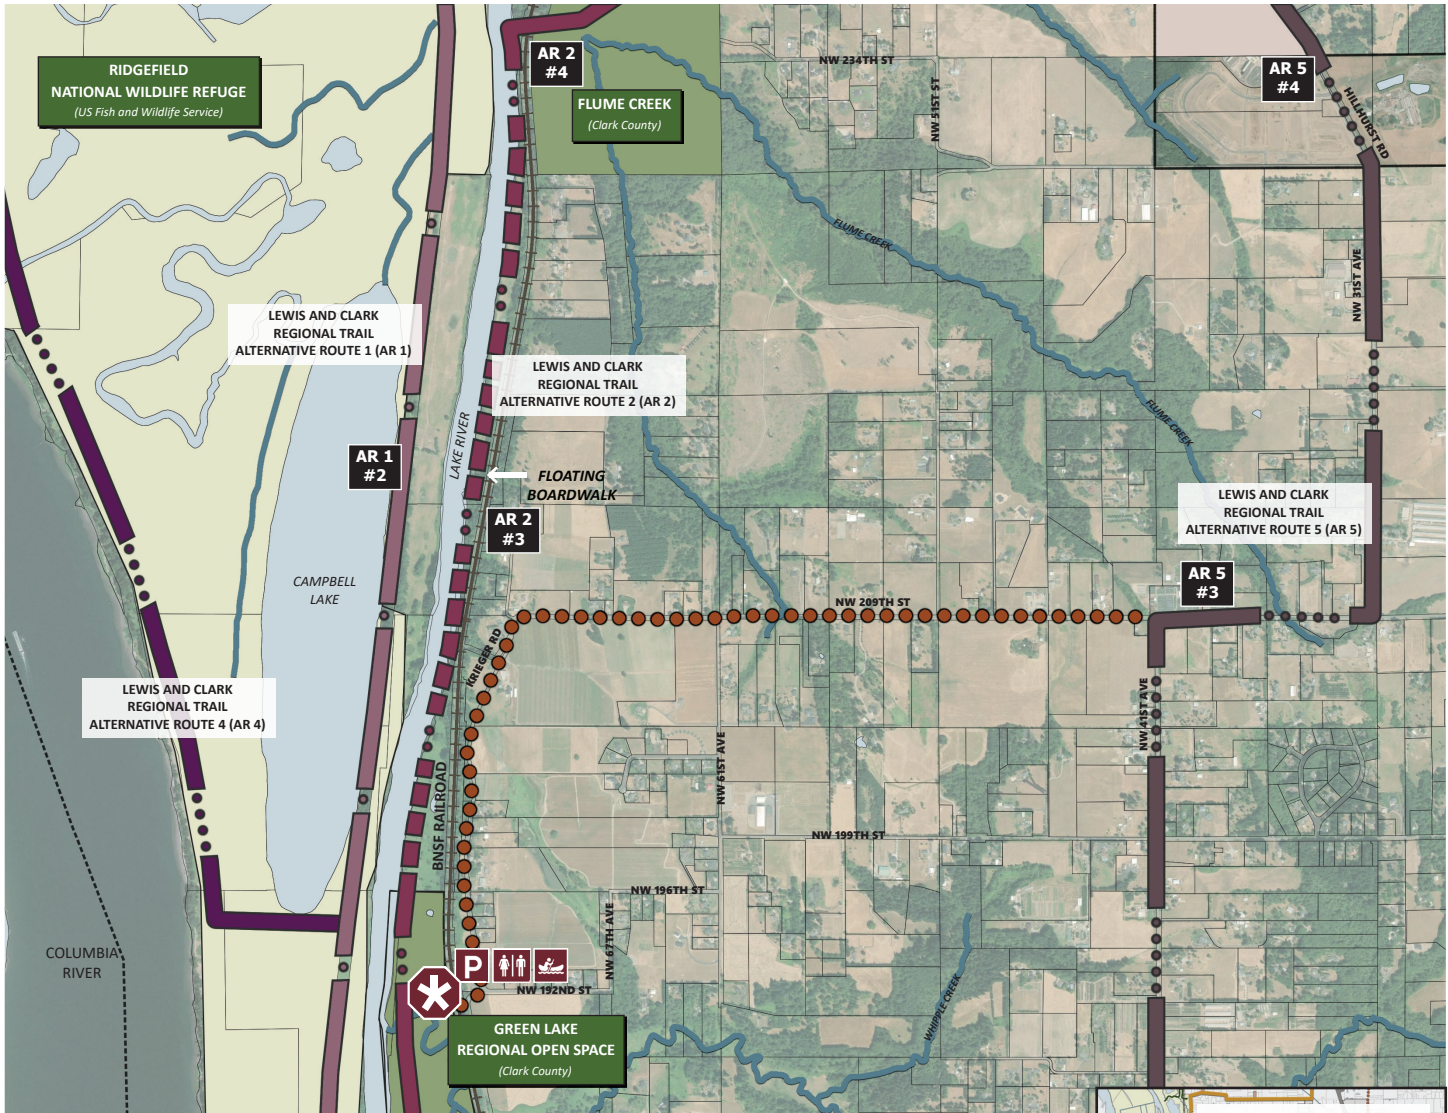 RIDGEFIELD
NATIONAL WILDLIFE REFUGE
(US Fish and Wildlife Service)
AR 2
#4
FLUME CREEK
(Clark County)
NW 234TH ST
NW 51ST ST
AR 5
#4
HILLHURST RD
FLUME CREEK
NW 31ST AVE
LEWIS AND CLARK
REGIONAL TRAIL
ALTERNATIVE ROUTE 1 (AR 1)
LEWIS AND CLARK
REGIONAL TRAIL
ALTERNATIVE ROUTE 2 (AR 2)
FLUME CREEK
LAKE RIVER
AR 1
#2
FLOATING
BOARDWALK
AR 2
#3
LEWIS AND CLARK
REGIONAL TRAIL
ALTERNATIVE ROUTE 5 (AR 5)
CAMPBELL
LAKE
AR 5
#3
NW 209TH ST
KRIEGER RD
LEWIS AND CLARK
REGIONAL TRAIL
ALTERNATIVE ROUTE 4 (AR 4)
NW 41ST AVE
NW 61ST AVE
BNSF RAILROAD
NW 199TH ST
NW 196TH ST
NW 67TH AVE
COLUMBIA
RIVER
P
NW 192ND ST
WHIPPLE CREEK
GREEN LAKE
REGIONAL OPEN SPACE
(Clark County)